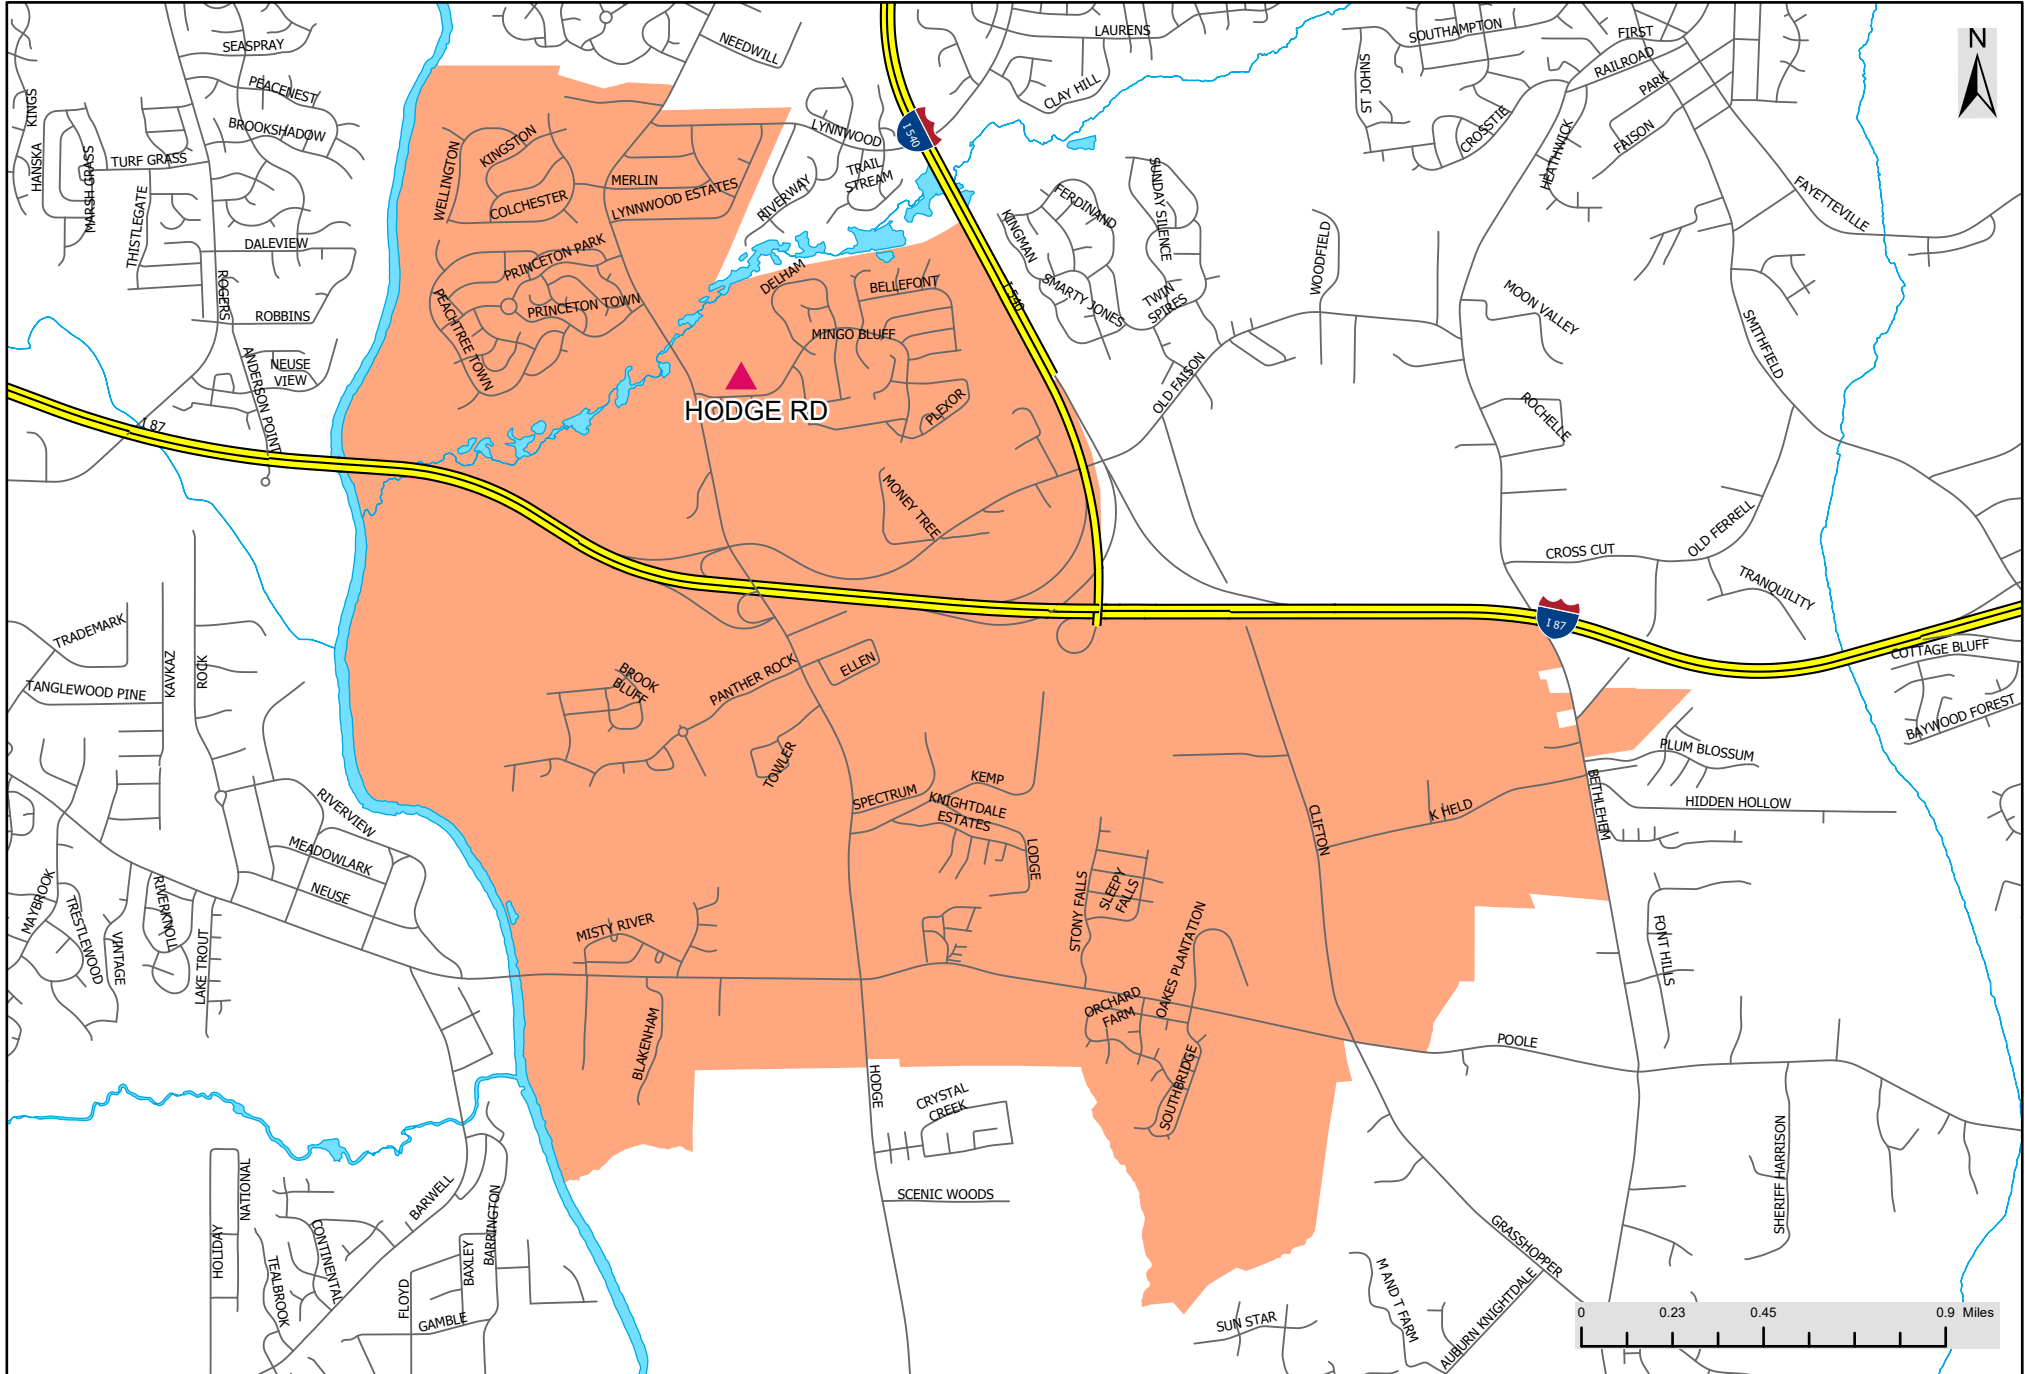 SEASPRAY
NEEDWILL
LAURENS
SOUTHAMPTON
FIRST
N
RAILROAD
KINGS
PEACENEST
CLAY HILL
ST JOHNS
PARK
BROOKSHADOW
LYNNWOOD
I 540
CROSSTIE
FAISON
HANSKA
MARSH GRASS
TURF GRASS
KINGSTON
WELLINGTON
TRAIL
STREAM
HEATHWICK
MERLIN
COLCHESTER
LYNNWOOD ESTATES
RIVERWAY
SUNDAY SILENCE
FERDINAND
KINGMAN
FAYETTEVILLE
THISTLEGATE
DALEVIEW
PRINCETON PARK
WOODFIELD
ROGERS
PEACHTREE TOWN
PRINCETON TOWN
DELHAM
BELLEFONT
I 540
SMARTY JONES
TWIN
SPIRES
MOON VALLEY
ROBBINS
MINGO BLUFF
SMITHFIELD
ANDERSON POINT
NEUSE
VIEW
OLD FAISON
HODGE RD
PLEXOR
ROCHELLE
I 87
MONEY TREE
OLD FERRELL
CROSS CUT
TRANQUILITY
I 87
TRADEMARK
COTTAGE BLUFF
KAVKAZ
ROCK
TANGLEWOOD PINE
BROOK
BLUFF
PANTHER ROCK
ELLEN
BAYWOOD FOREST
TOWLER
PLUM BLOSSUM
KEMP
SPECTRUM
KNIGHTDALE
ESTATES
BETHLEHEM
HIDDEN HOLLOW
RIVERVIEW
K HELD
CLIFTON
MEADOWLARK
LODGE
NEUSE
MAYBROOK
TRESTLEWOOD
RIVERKNOLL
VINTAGE
LAKE TROUT
MISTY RIVER
STONY FALLS
SLEEPY
FALLS
OAKES PLANTATION
FONT HILLS
ORCHARD
FARM
BLAKENHAM
POOLE
SOUTHBRIDGE
HODGE
CRYSTAL
CREEK
SHERIFF HARRISON
NATIONAL
HOLIDAY
BARWELL
BARRINGTON
SCENIC WOODS
CONTINENTAL
TEALBROOK
BAXLEY
FLOYD
GAMBLE
GRASSHOPPER
M AND T FARM
AUBURN KNIGHTDALE
SUN STAR
0 0.23 0.45 0.9 Miles